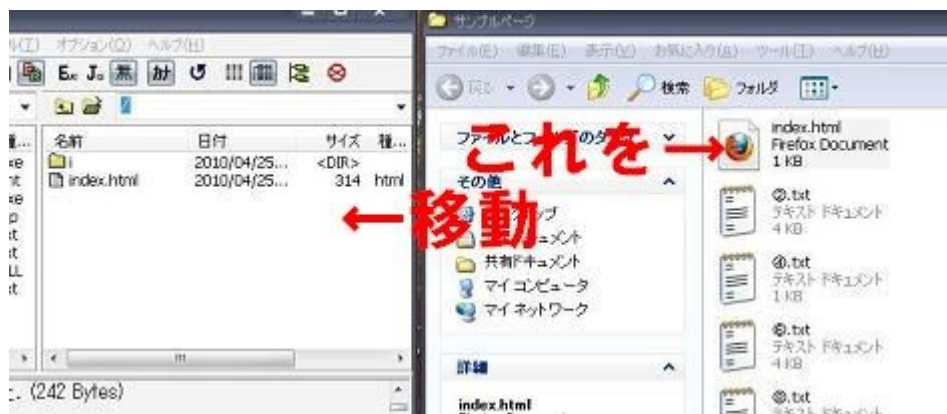 サンプルページ
オプション(O) ヘルプ(H)
ファイル(F) 編集(E) 表示(V) お気に入り(A) ツール(T) ヘルプ(H)
検索 フォルダ
名前 日付 サイズ 種...
i 2010/04/25... <DIR>
index.html 2010/04/25... 314 html
これを→
←移動
その他
共有ドキュメント
マイ コンピュータ
マイ ネットワーク
詳細
index.html
index.html
Firefox Document
1 KB
③.txt
テキスト ドキュメント
4 KB
④.txt
テキスト ドキュメント
1 KB
テキスト ドキュメント
4 KB
(242 Bytes)